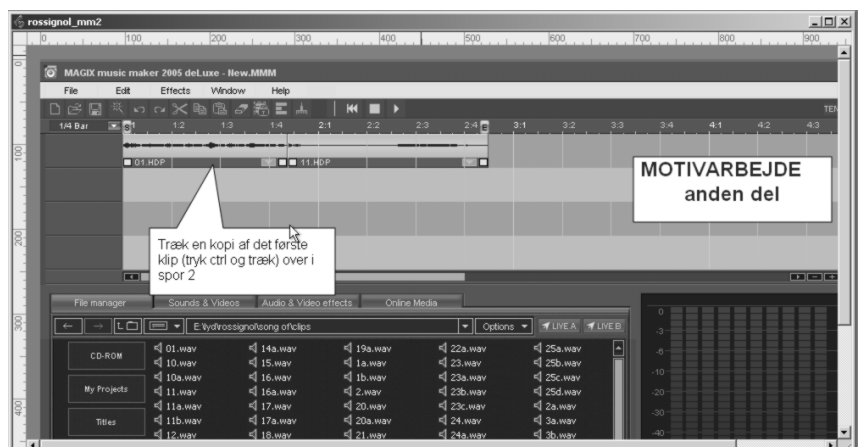 rossignol_mm2
0 100 200 300 400 500 600 700 800 900
MAGIX music maker 2005 deLuxe - New.MMM
File Edit Effects Window Help
TEN
1/4 Bar S 1:2 1:3 1:4 2:1 2:2 2:3 2:4 E 3:1 3:2 3:3 3:4 4:1 4:2 4:3
01.HDP 11.HDP
MOTIVARBEJDE
anden del
Træk en kopi af det første
klip (tryk ctrl og træk) over i
spor 2
File manager Sounds & Videos Audio & Video effects Online Media
E:\lyd\rossignol\song of\clips Options LIVE A LIVE B
CD-ROM
My Projects
Titles
01.wav 14a.wav 19a.wav 22a.wav 25a.wav
10.wav 15.wav 1a.wav 23.wav 25b.wav
10a.wav 16.wav 1b.wav 23a.wav 25c.wav
11.wav 16a.wav 2.wav 23b.wav 25d.wav
11a.wav 17.wav 20.wav 23c.wav 2a.wav
11b.wav 17a.wav 20a.wav 24.wav 3a.wav
12.wav 18.wav 21.wav 24a.wav 3b.wav
0
-3
-6
-10
-20
-30
-40
0
100
200
300
400